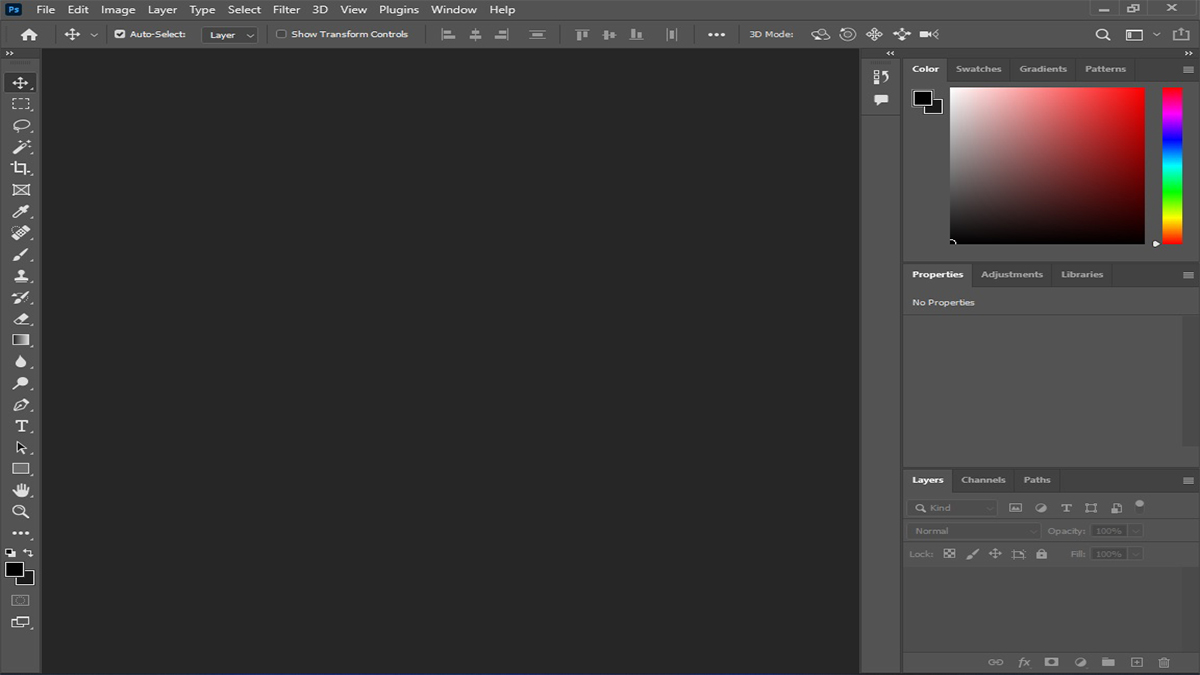 Ps File Edit Image Layer Type Select Filter 3D View Plugins Window Help
Auto-Select: Layer Show Transform Controls 3D Mode:
Color Swatches Gradients Patterns
Properties Adjustments Libraries
No Properties
Layers Channels Paths
Kind T
Normal Opacity: 100%
Lock: Fill: 100%
fx
T